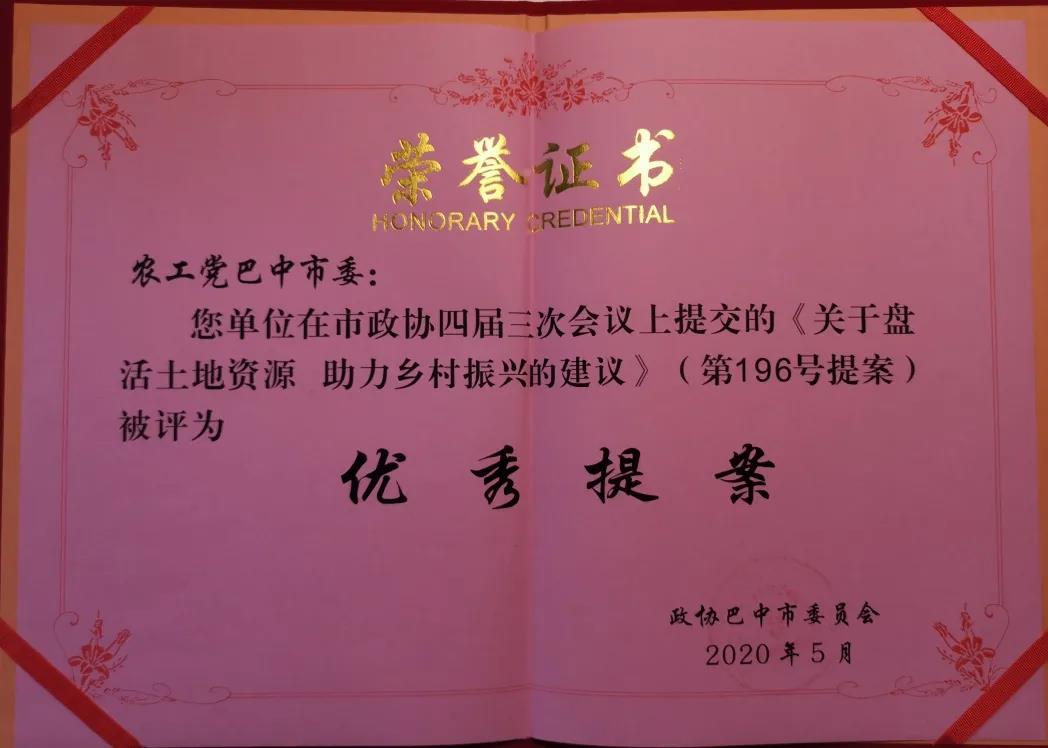 荣誉证书
HONORARY CREDENTIAL
农工党巴中市委：
您单位在市政协四届三次会议上提交的《关于盘
活土地资源 助力乡村振兴的建议》（第196号提案）
被评为
优秀提案
政协巴中市委员会
2020年5月